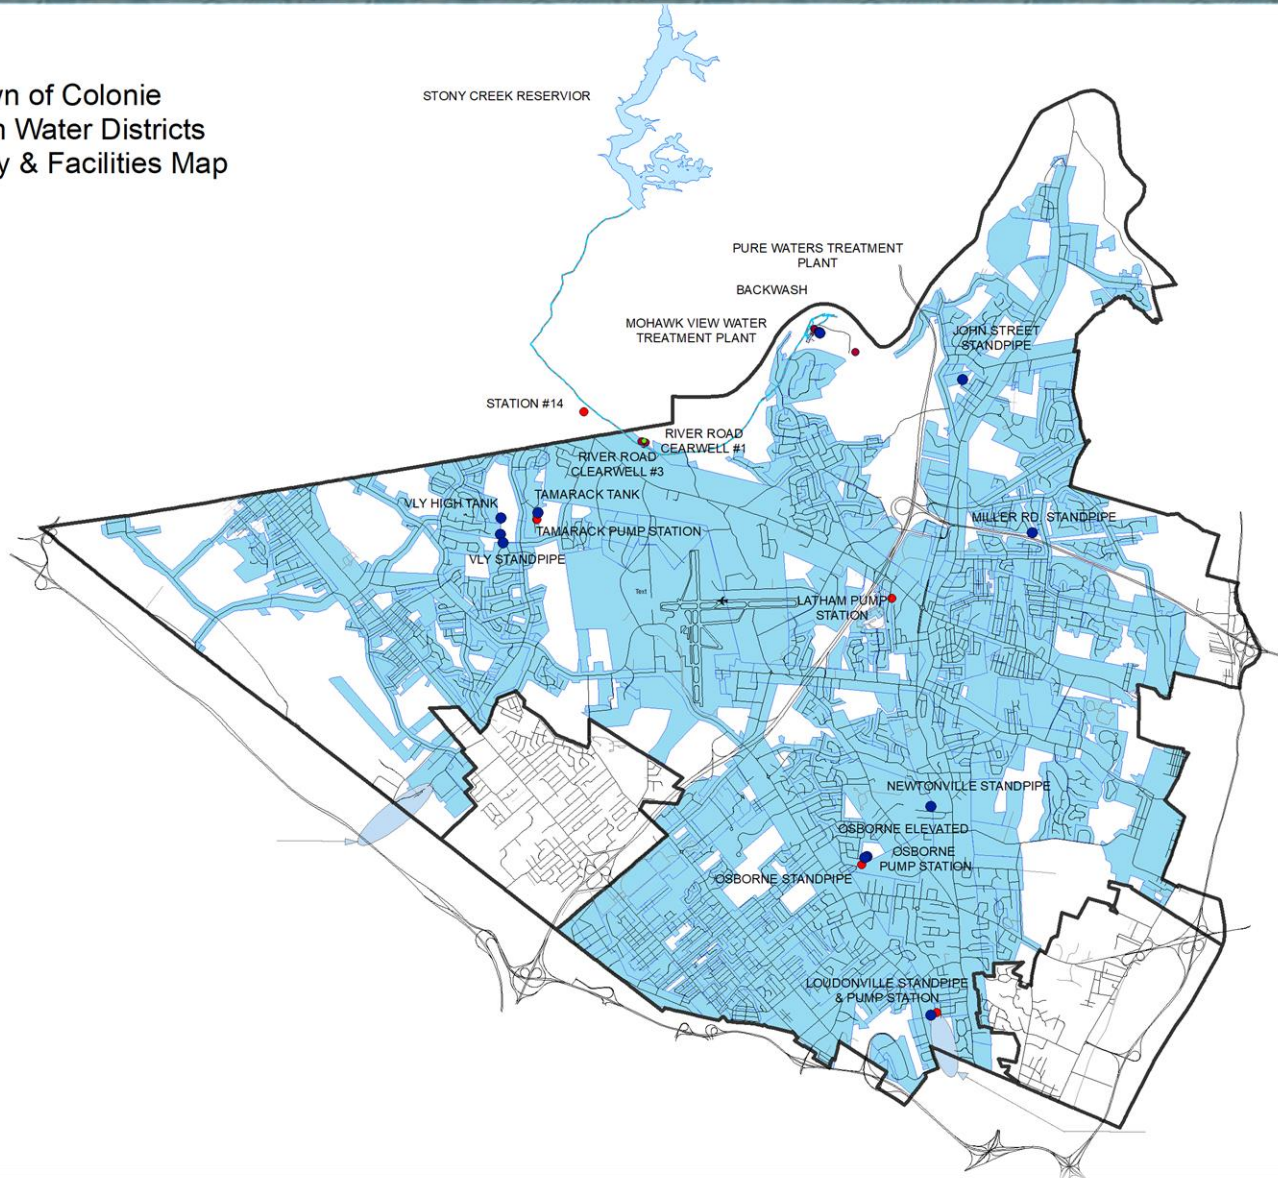 wn of Colonie
n Water Districts
y & Facilities Map
STONY CREEK RESERVIOR
PURE WATERS TREATMENT
PLANT
BACKWASH
MOHAWK VIEW WATER
TREATMENT PLANT
JOHN STREET
STANDPIPE
STATION #14
RIVER ROAD
CEARWELL #1
RIVER ROAD
CLEARWELL #3
VLY HIGH TANK
TAMARACK TANK
TAMARACK PUMP STATION
VLY STANDPIPE
MILLER RD. STANDPIPE
Text
LATHAM PUMP
STATION
NEWTONVILLE STANDPIPE
OSBORNE ELEVATED
OSBORNE
PUMP STATION
OSBORNE STANDPIPE
LOUDONVILLE STANDPIPE
& PUMP STATION